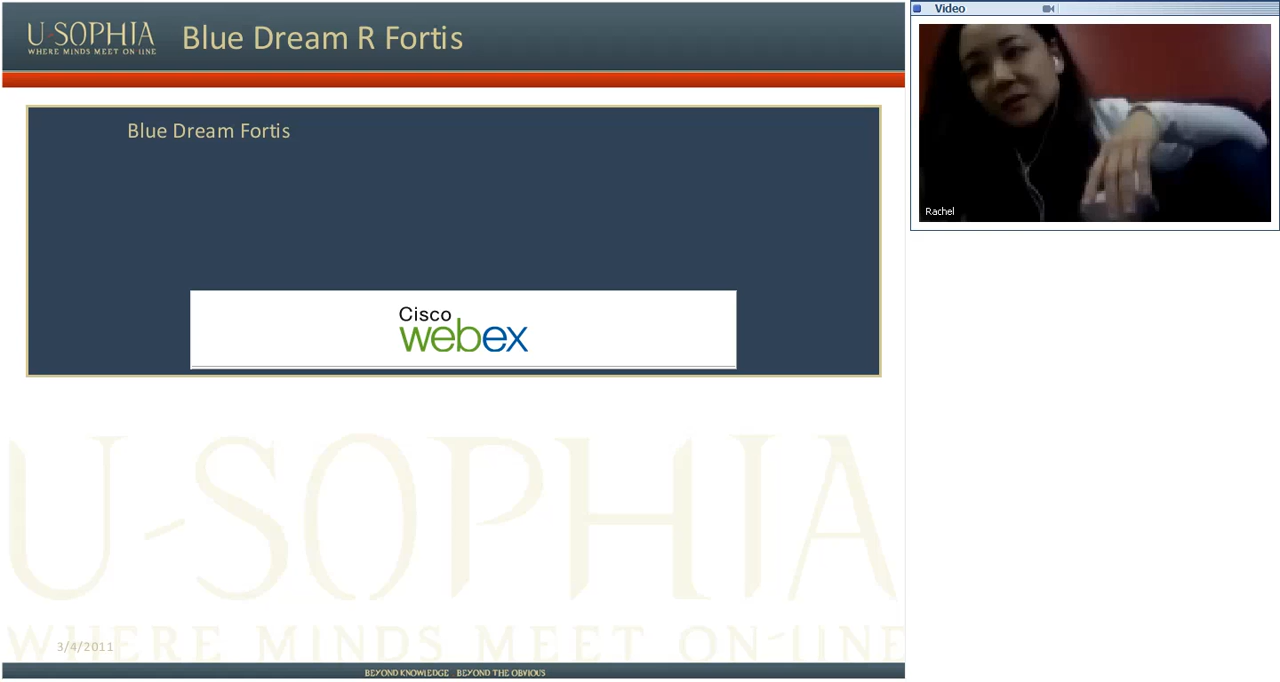 U-SOPHIA
WHERE MINDS MEET ON-LINE
Blue Dream R Fortis
Blue Dream Fortis
Cisco
webex
U-SOPHIA
WHERE MINDS MEET ON-LINE
3/4/2011
BEYOND KNOWLEDGE BEYOND THE OBVIOUS
Video
Rachel